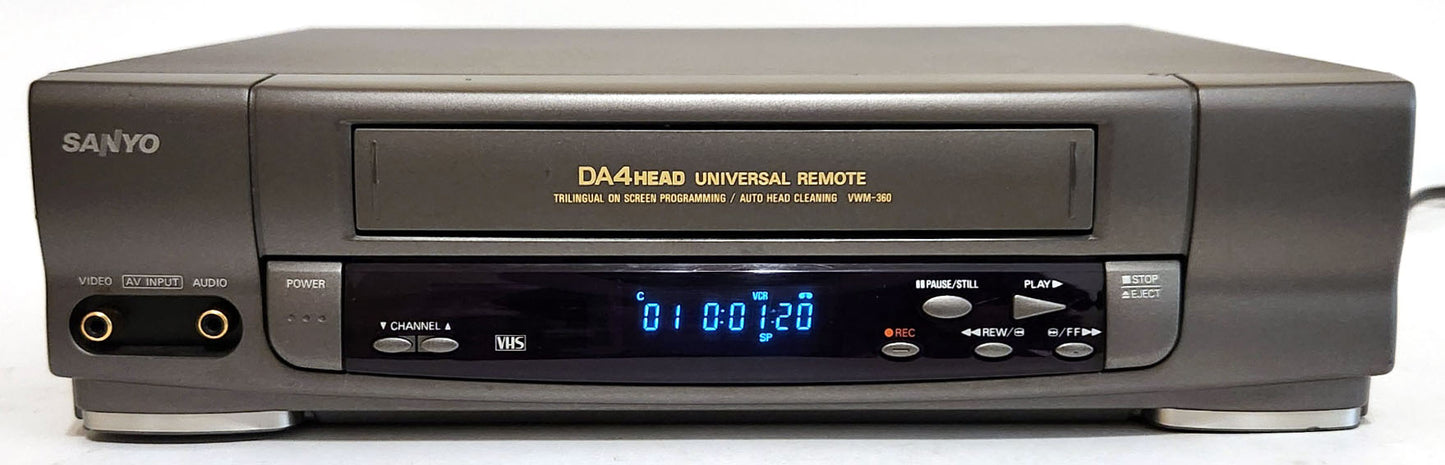 SANYO
DA4HEAD UNIVERSAL REMOTE
TRILINGUAL ON SCREEN PROGRAMMING / AUTO HEAD CLEANING VWM-360
VIDEO AV INPUT AUDIO
POWER
▼ CHANNEL ▲
VHS
C VCR
01 0:01:20
SP
PAUSE/STILL
PLAY▶
●REC
◀◀REW/
/FF▶▶
■STOP
▲EJECT